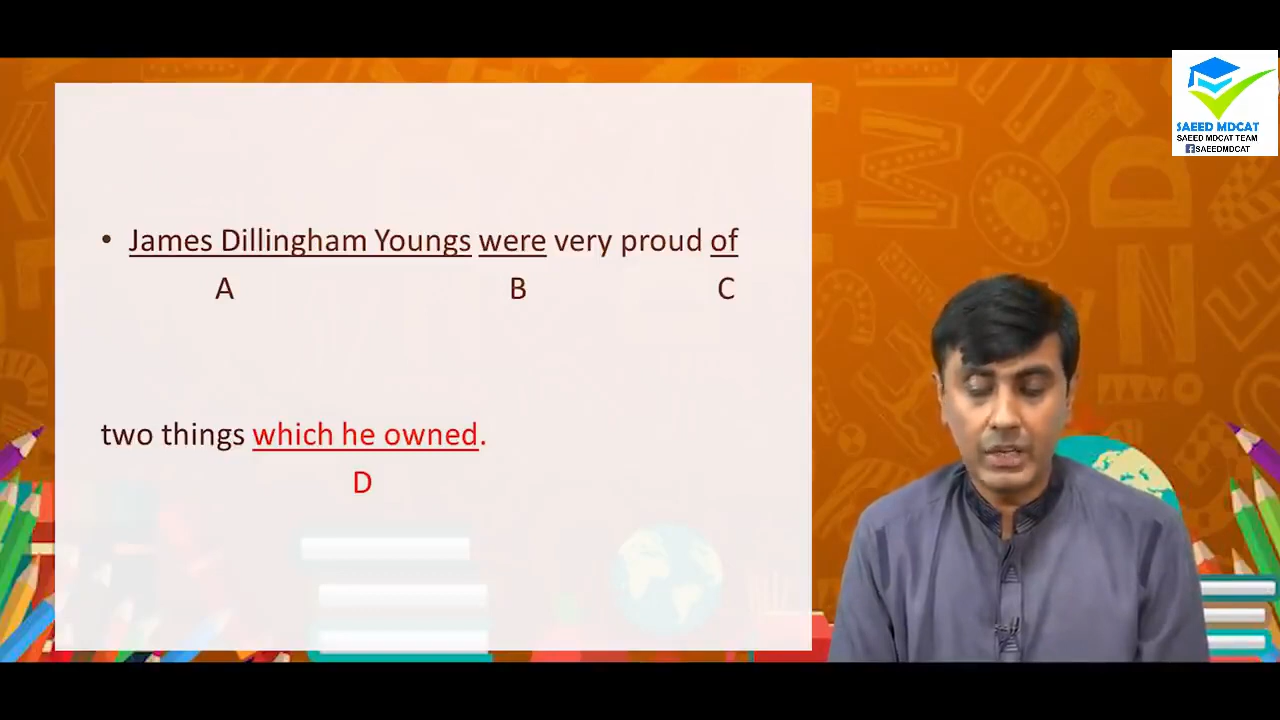 SAEED MDCAT
SAEED MDCAT TEAM
SAEEDMDCAT
• James Dillingham Youngs were very proud of
A B C
two things which he owned.
D